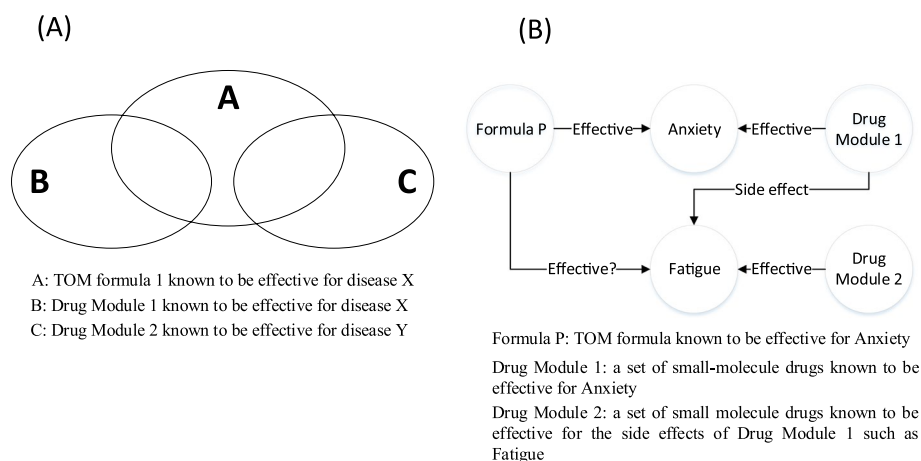 (A)
A
B
C
A: TOM formula 1 known to be effective for disease X
B: Drug Module 1 known to be effective for disease X
C: Drug Module 2 known to be effective for disease Y
(B)
Formula P
Effective
Anxiety
Effective
Drug
Module 1
Side effect
Effective?
Fatigue
Effective
Drug
Module 2
Formula P: TOM formula known to be effective for Anxiety
Drug Module 1: a set of small-molecule drugs known to be
effective for Anxiety
Drug Module 2: a set of small molecule drugs known to be
effective for the side effects of Drug Module 1 such as
Fatigue